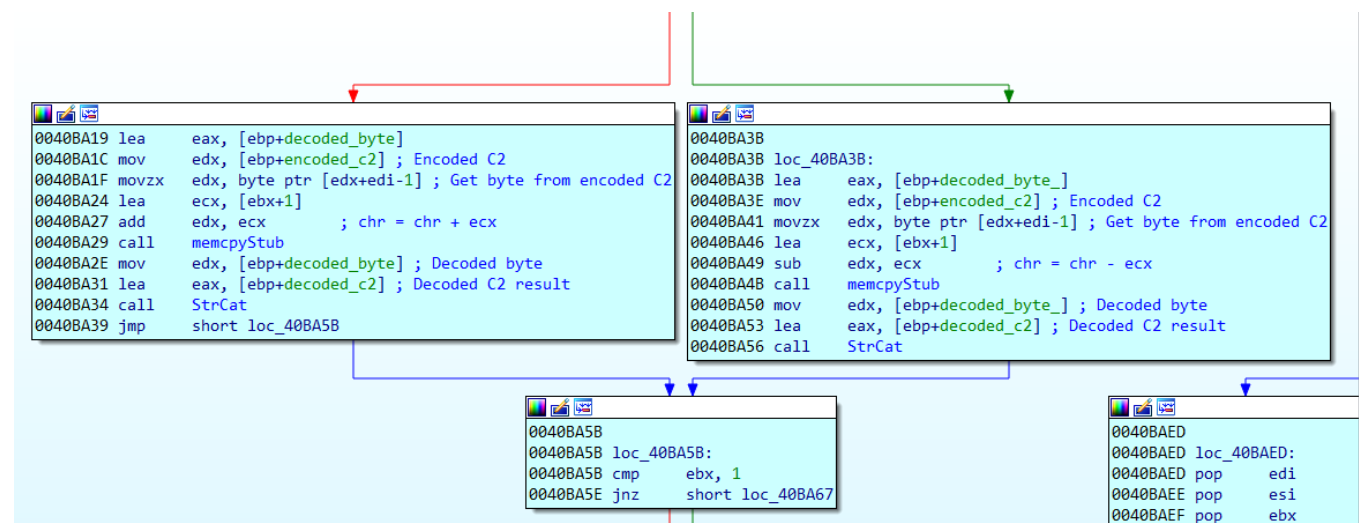 0040BA19 lea eax, [ebp+decoded_byte]
0040BA1C mov edx, [ebp+encoded_c2] ; Encoded C2
0040BA1F movzx edx, byte ptr [edx+edi-1] ; Get byte from encoded C2
0040BA24 lea ecx, [ebx+1]
0040BA27 add edx, ecx ; chr = chr + ecx
0040BA29 call memcpyStub
0040BA2E mov edx, [ebp+decoded_byte] ; Decoded byte
0040BA31 lea eax, [ebp+decoded_c2] ; Decoded C2 result
0040BA34 call StrCat
0040BA39 jmp short loc_40BA5B
0040BA3B
0040BA3B loc_40BA3B:
0040BA3B lea eax, [ebp+decoded_byte_]
0040BA3E mov edx, [ebp+encoded_c2] ; Encoded C2
0040BA41 movzx edx, byte ptr [edx+edi-1] ; Get byte from encoded C2
0040BA46 lea ecx, [ebx+1]
0040BA49 sub edx, ecx ; chr = chr - ecx
0040BA4B call memcpyStub
0040BA50 mov edx, [ebp+decoded_byte_] ; Decoded byte
0040BA53 lea eax, [ebp+decoded_c2] ; Decoded C2 result
0040BA56 call StrCat
0040BA5B
0040BA5B loc_40BA5B:
0040BA5B cmp ebx, 1
0040BA5E jnz short loc_40BA67
0040BAED
0040BAED loc_40BAED:
0040BAED pop edi
0040BAEE pop esi
0040BAEF pop ebx